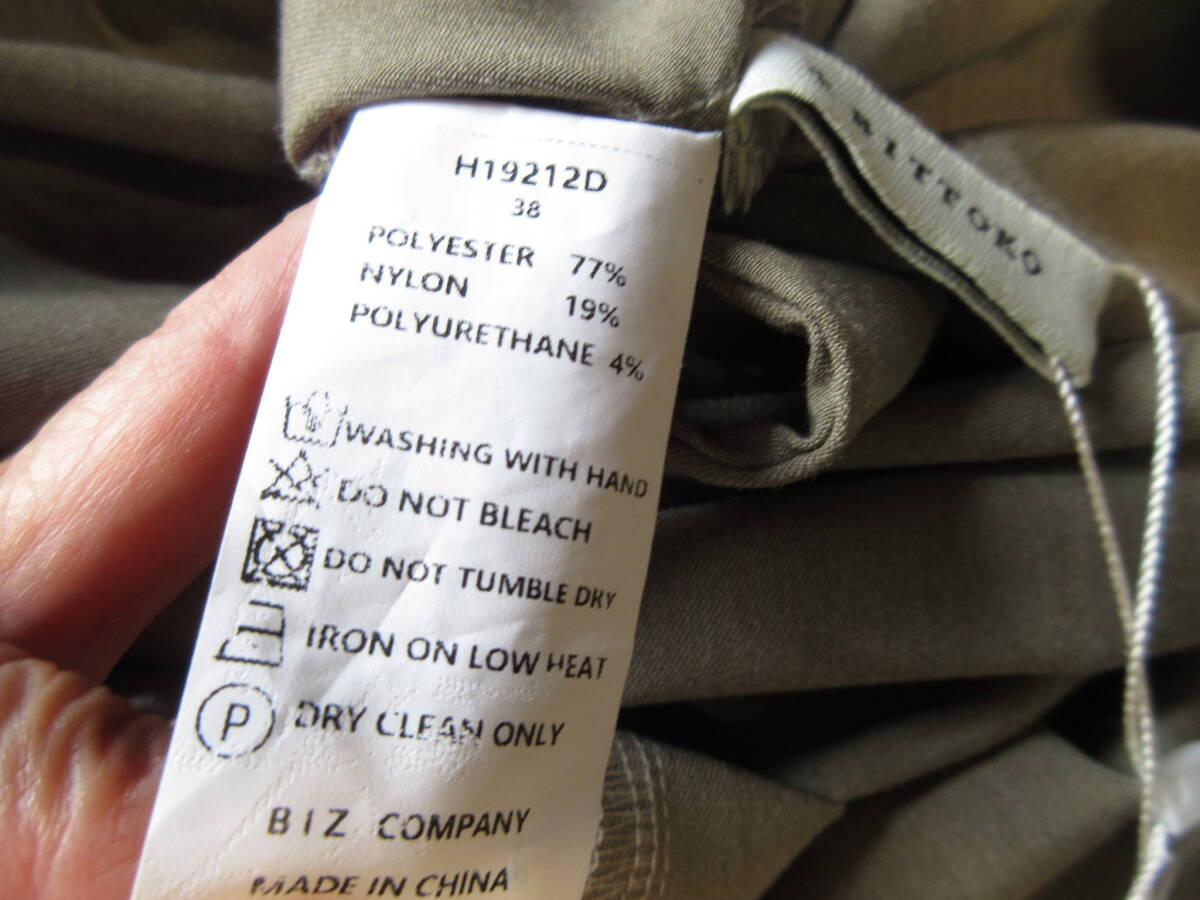 H19212D
38
POLYESTER 77%
NYLON 19%
POLYURETHANE 4%
WASHING WITH HAND
DO NOT BLEACH
DO NOT TUMBLE DRY
IRON ON LOW HEAT
P DRY CLEAN ONLY
BIZ COMPANY
MADE IN CHINA
BITTOKO